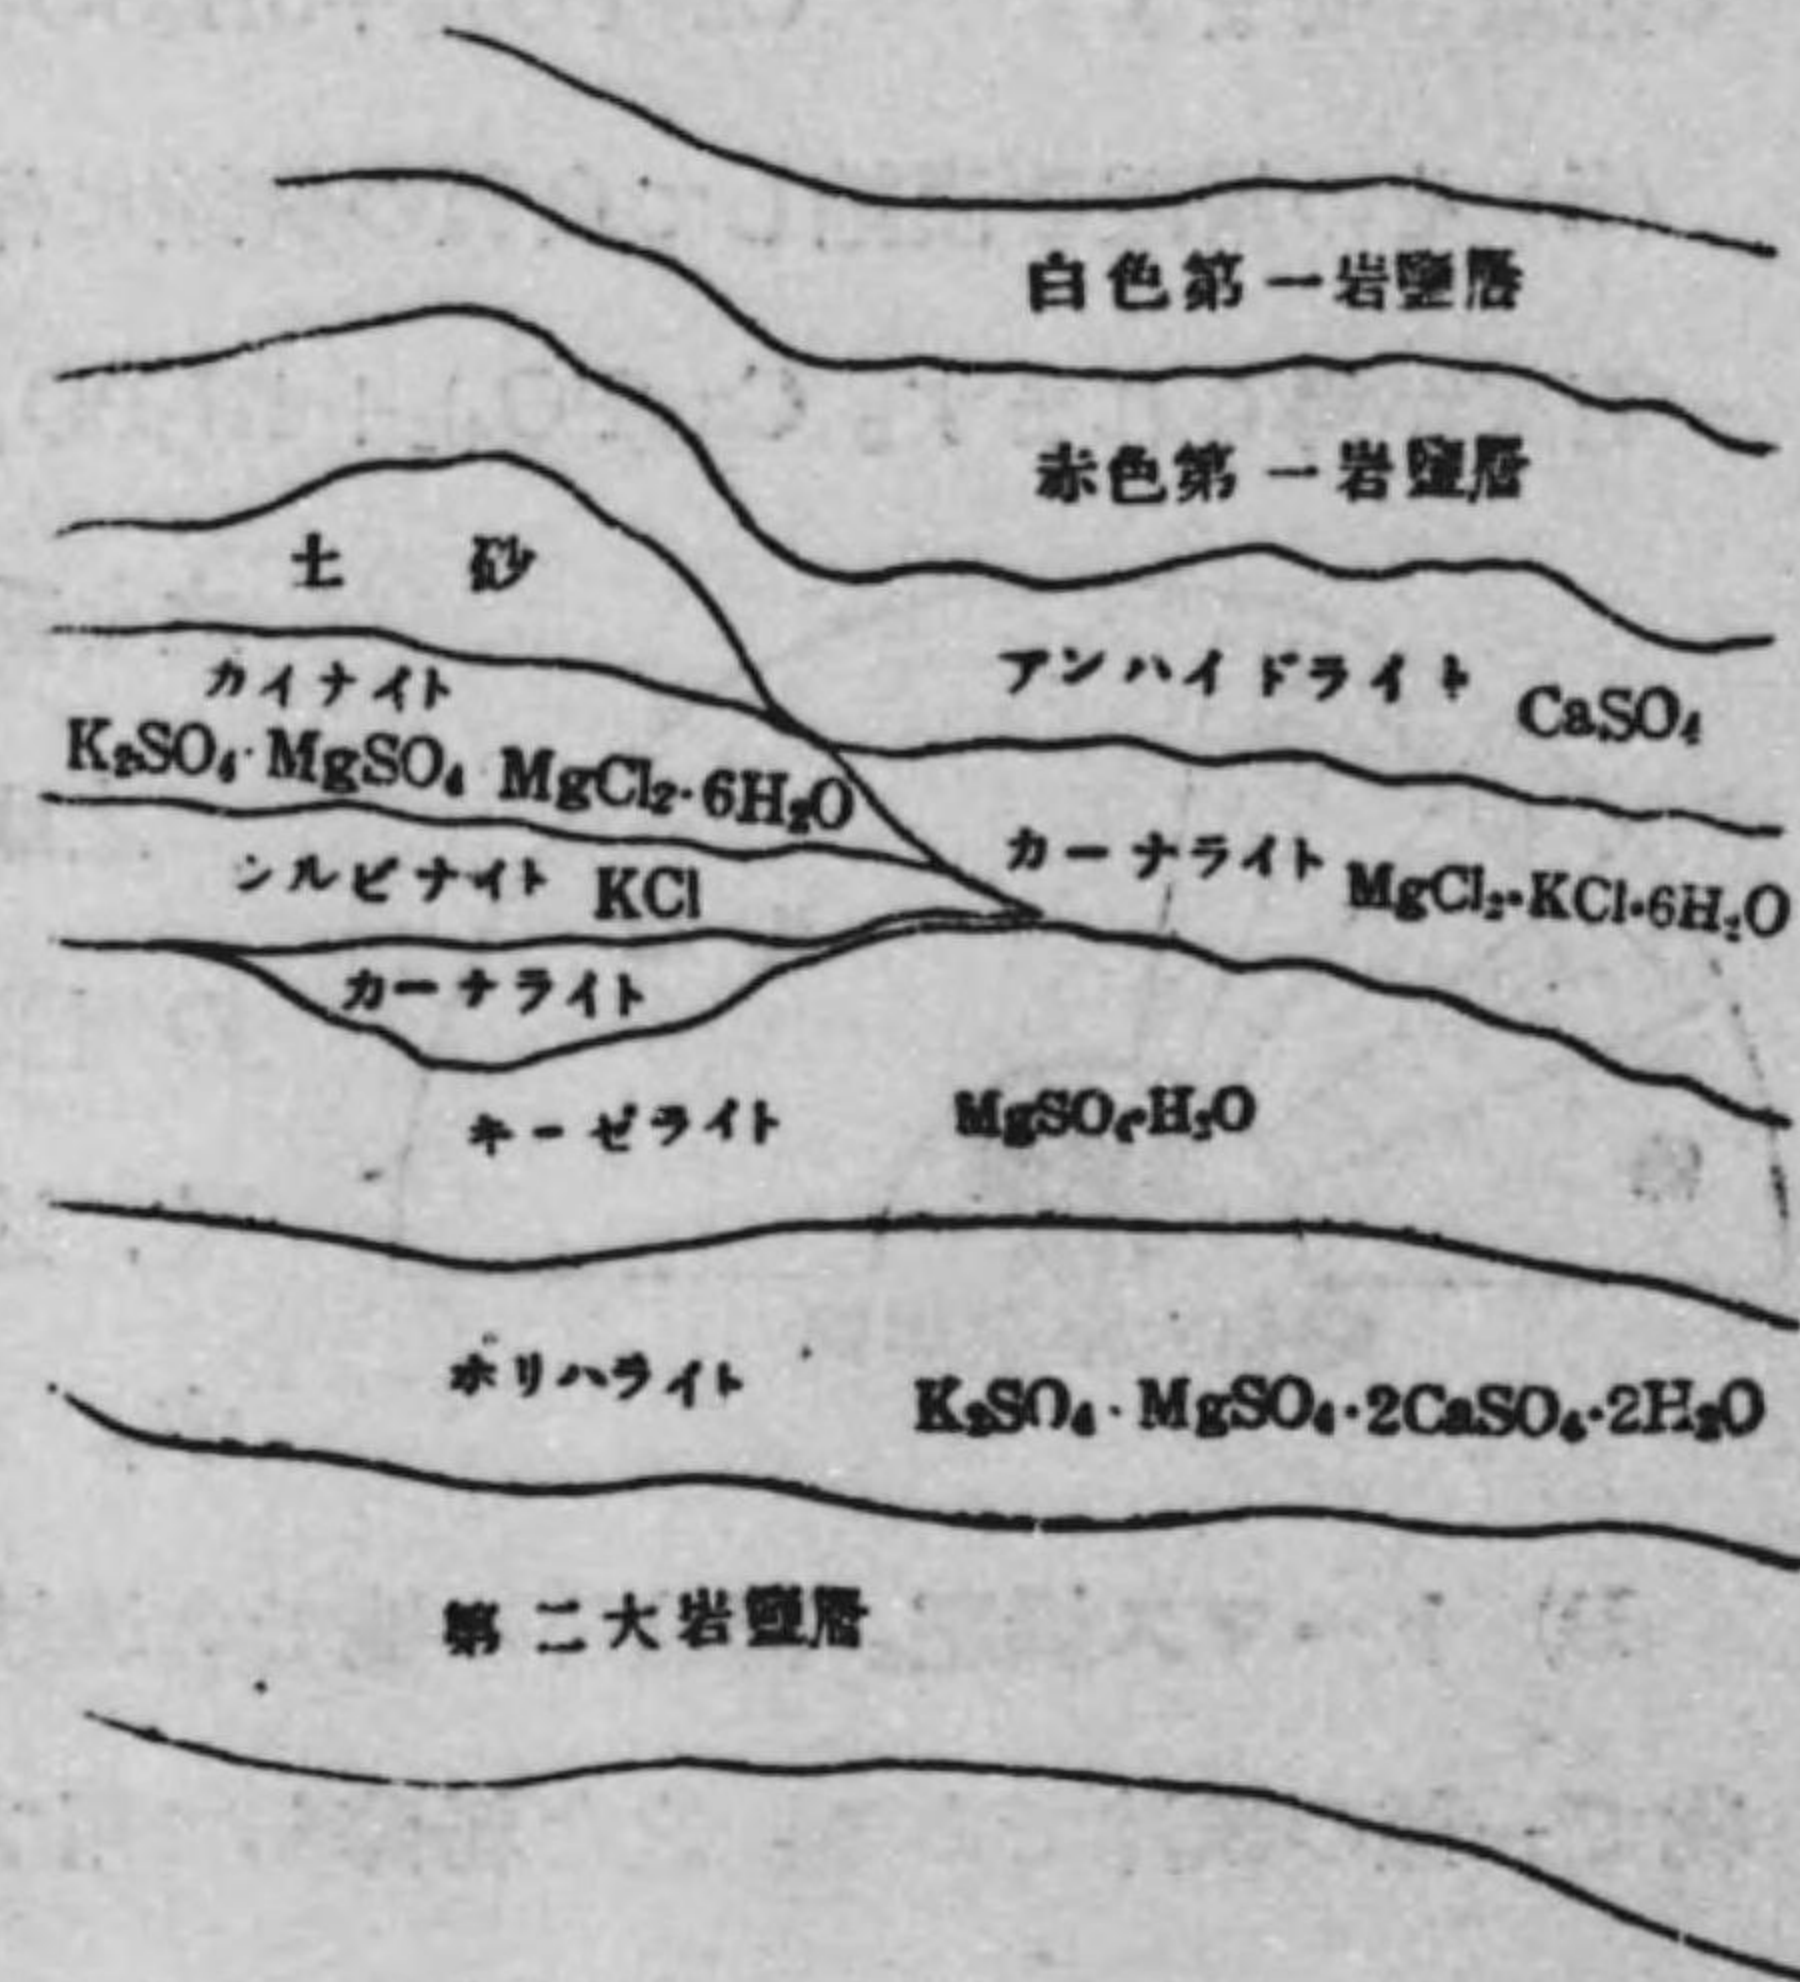 白色第一岩鹽層
赤色第一岩鹽層
土砂
アンハイドライト CaSO₄
カイナイト
K₂SO₄·MgSO₄ MgCl₂·6H₂O
カーナライト MgCl₂·KCl·6H₂O
シルビナイト KCl
カーナライト
キーゼライト MgSO₄·H₂O
ポリハライト K₂SO₄·MgSO₄·2CaSO₄·2H₂O
第二大岩鹽層